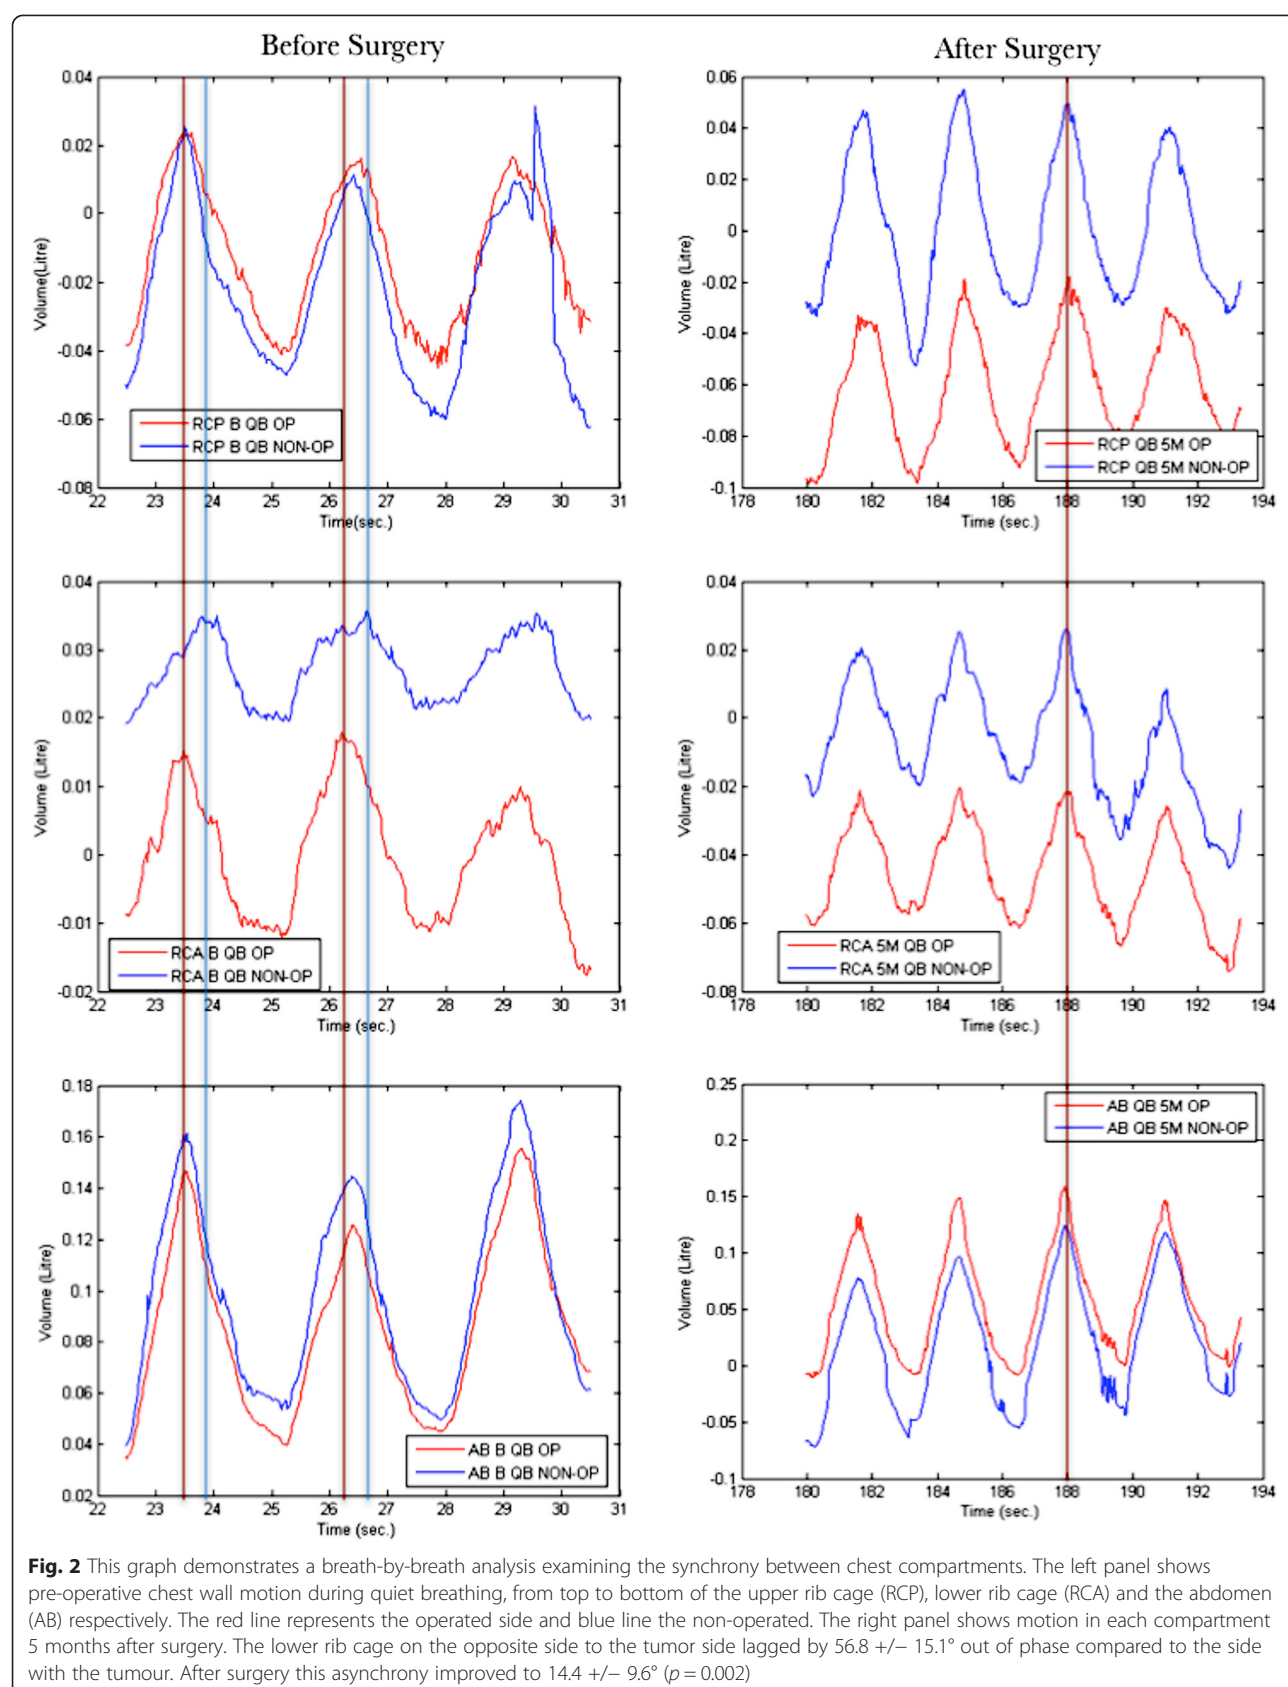 Before Surgery
After Surgery
0.04
0.02
0
-0.02
-0.04
-0.06
-0.08
Volume(Litre)
RCP B QB OP
RCP B QB NON-OP
22 23 24 25 26 27 28 29 30 31
Time(sec.)
0.06
0.04
0.02
0
-0.02
-0.04
-0.06
-0.08
-0.1
Volume (Litre)
RCP QB 5M OP
RCP QB 5M NON-OP
178 180 182 184 186 188 190 192 194
Time (sec.)
0.04
0.03
0.02
0.01
0
-0.01
-0.02
Volume (Litre)
RCA B QB OP
RCA B QB NON-OP
22 23 24 25 26 27 28 29 30 31
Time (sec.)
0.04
0.02
0
-0.02
-0.04
-0.06
-0.08
Volume (Litre)
RCA 5M QB OP
RCA 5M QB NON-OP
178 180 182 184 186 188 190 192 194
Time (sec.)
0.18
0.16
0.14
0.12
0.1
0.08
0.06
0.04
0.02
Volume (Litre)
AB B QB OP
AB B QB NON-OP
22 23 24 25 26 27 28 29 30 31
Time (sec.)
0.25
0.2
0.15
0.1
0.05
0
-0.05
-0.1
Volume (Litre)
AB QB 5M OP
AB QB 5M NON-OP
178 180 182 184 186 188 190 192 194
Time (sec.)
Fig. 2 This graph demonstrates a breath-by-breath analysis examining the synchrony between chest compartments. The left panel shows
pre-operative chest wall motion during quiet breathing, from top to bottom of the upper rib cage (RCP), lower rib cage (RCA) and the abdomen
(AB) respectively. The red line represents the operated side and blue line the non-operated. The right panel shows motion in each compartment
5 months after surgery. The lower rib cage on the opposite side to the tumor side lagged by 56.8 +/− 15.1° out of phase compared to the side
with the tumour. After surgery this asynchrony improved to 14.4 +/− 9.6° (p = 0.002)